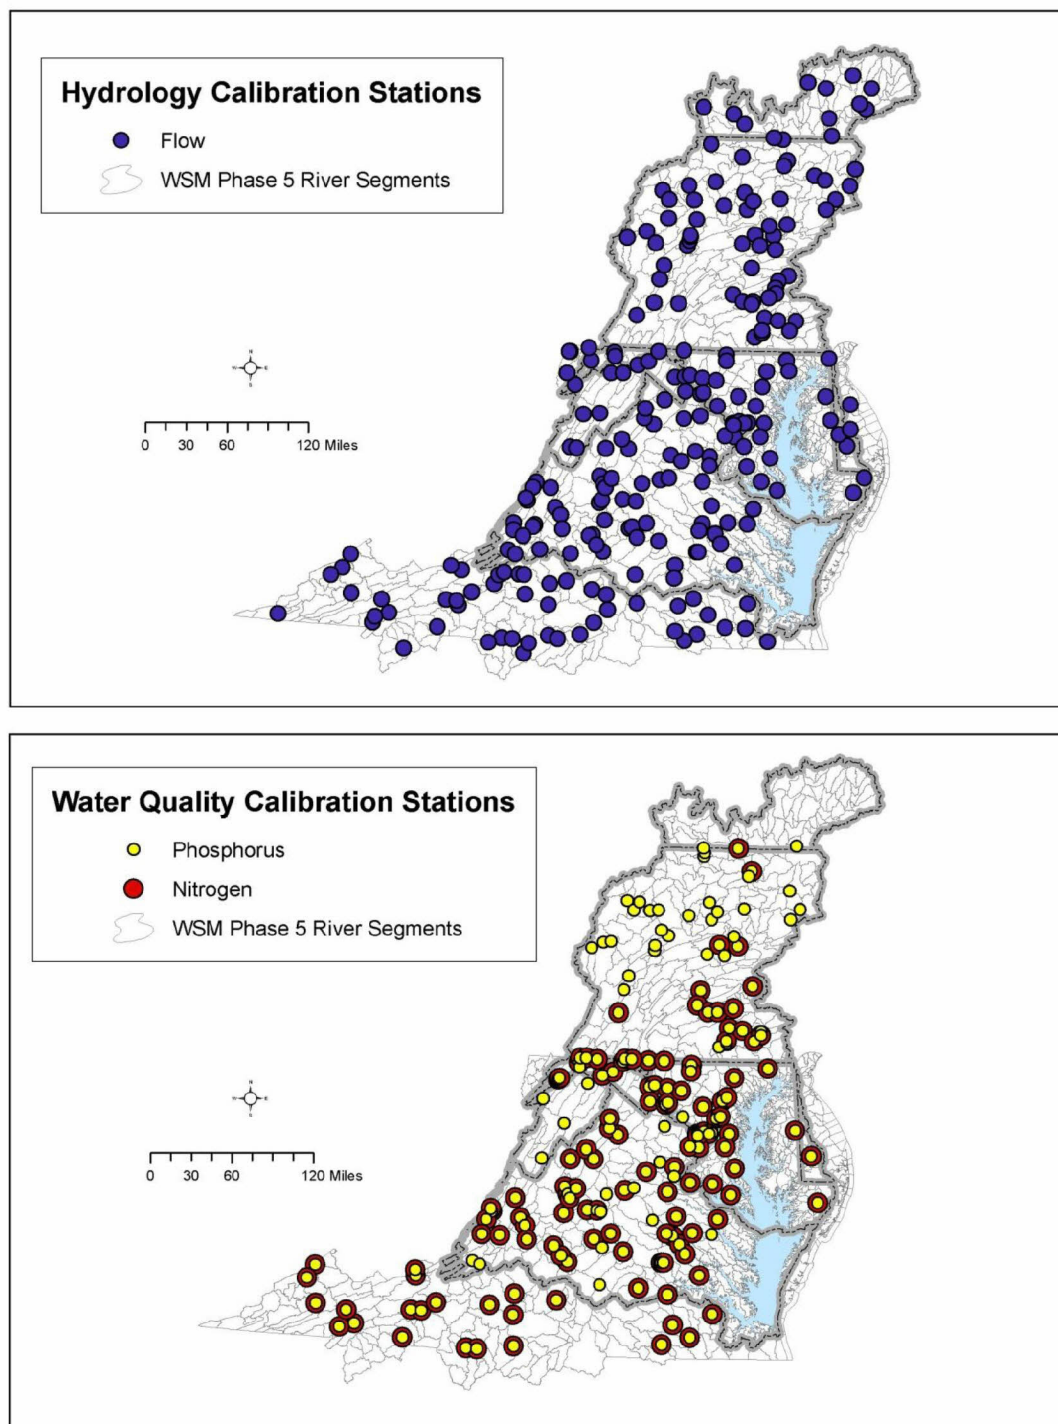 Hydrology Calibration Stations
Flow
WSM Phase 5 River Segments
N
W E
S
0 30 60 120 Miles
Water Quality Calibration Stations
Phosphorus
Nitrogen
WSM Phase 5 River Segments
N
W E
S
0 30 60 120 Miles